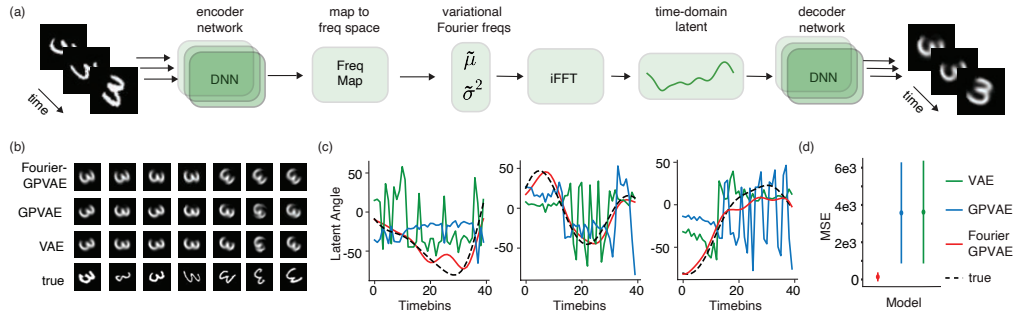 (a)
encoder
network
map to
freq space
variational
Fourier freqs
time-domain
latent
decoder
network
DNN
Freq
Map
μ̃
σ̃²
iFFT
DNN
time
time
(b)
Fourier-
GPVAE
GPVAE
VAE
true
(c)
Latent Angle
0
-50
0 20 40
Timebins
50
0
-50
0 20 40
Timebins
50
0
-50
0 20 40
Timebins
(d)
MSE
6e3
4e3
2e3
0
Model
VAE
GPVAE
Fourier
GPVAE
true